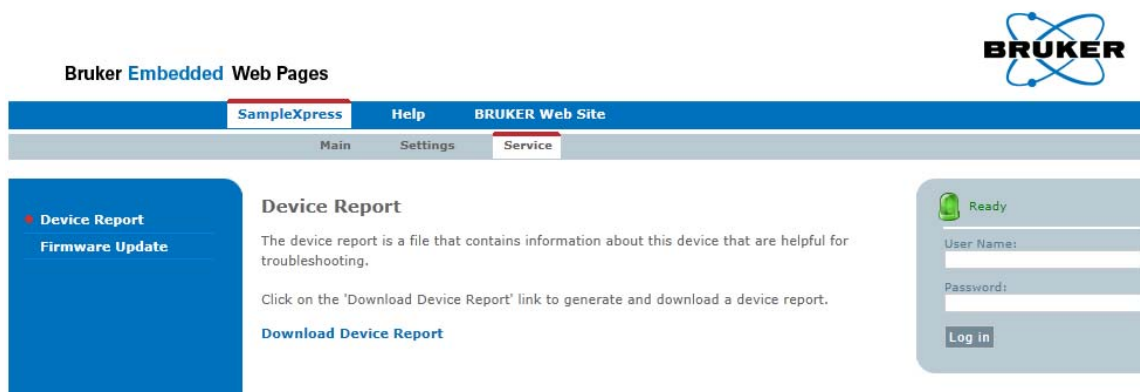 BRUKER
Bruker Embedded Web Pages
SampleXpress Help BRUKER Web Site
Main Settings Service
Device Report
Firmware Update
Device Report
The device report is a file that contains information about this device that are helpful for
troubleshooting.
Click on the 'Download Device Report' link to generate and download a device report.
Download Device Report
Ready
User Name:
Password:
Log in